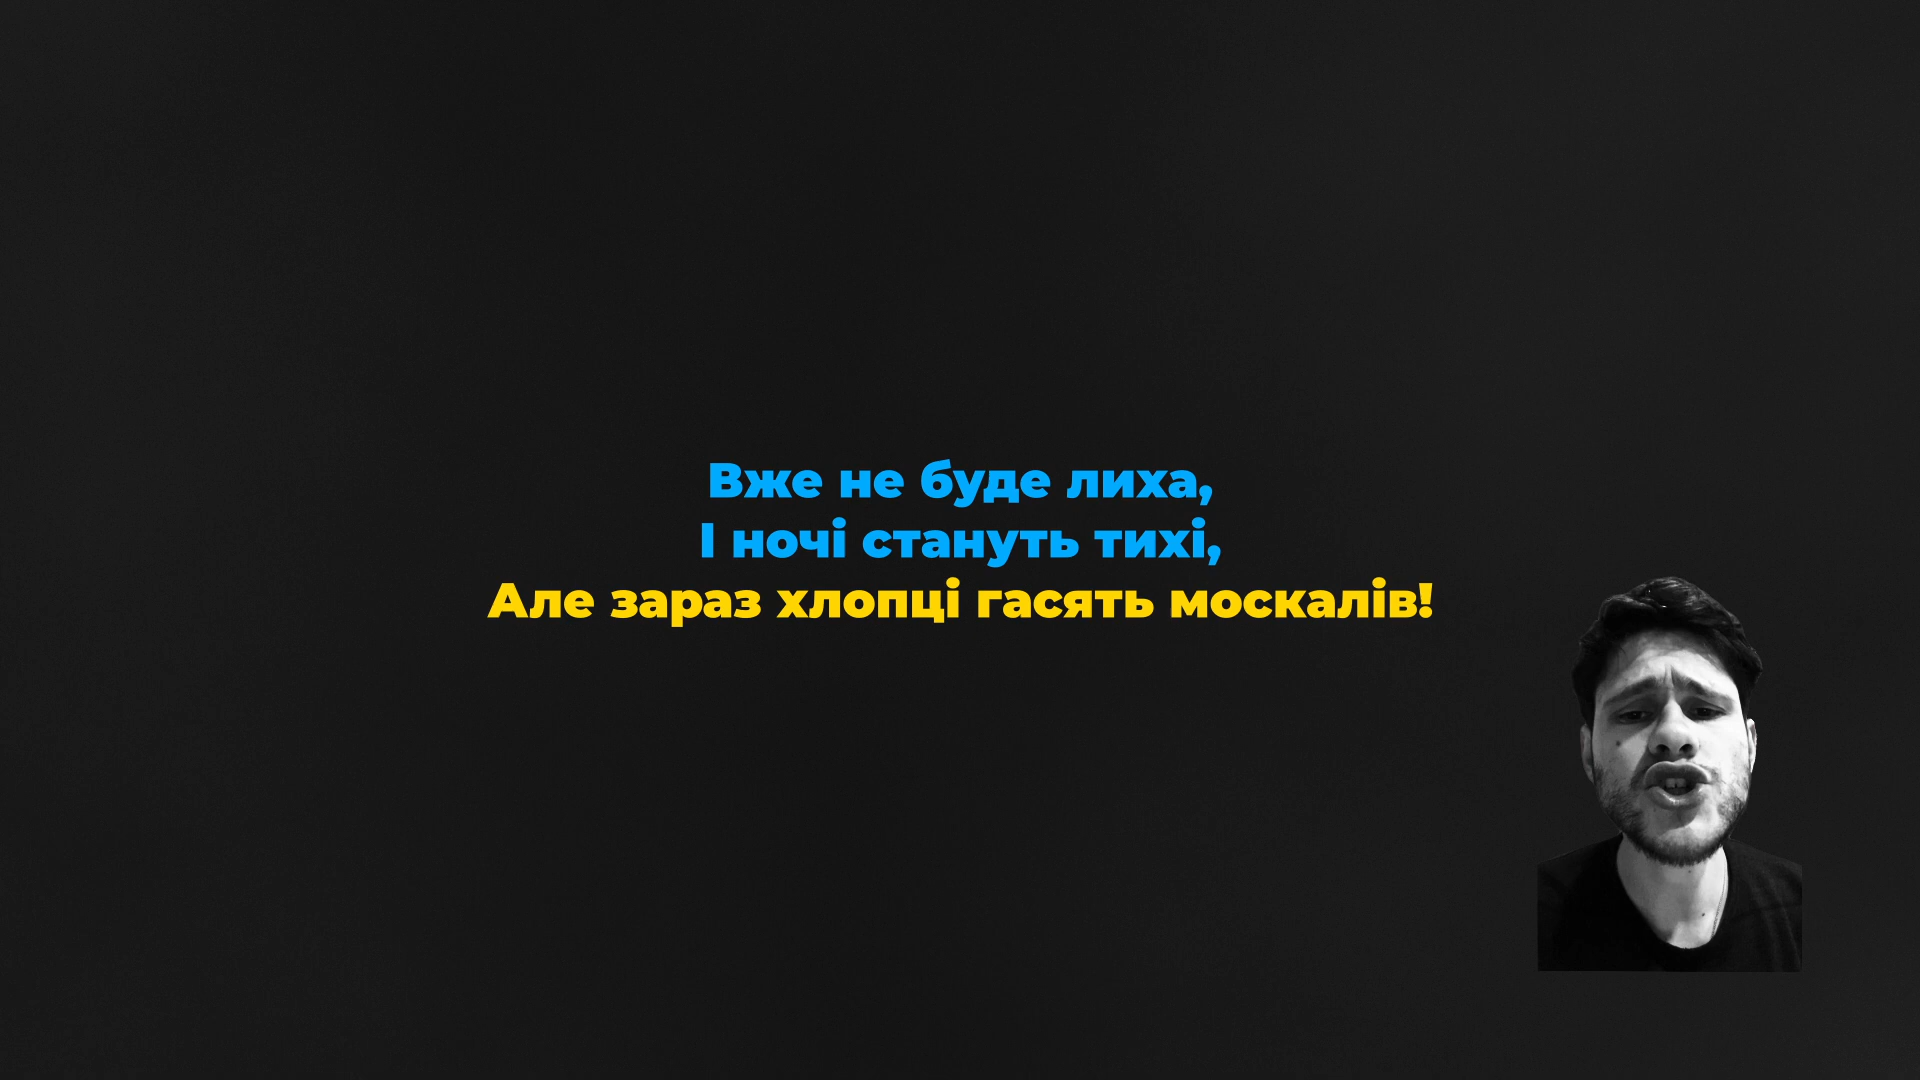 Вже не буде лиха,
І ночі стануть тихі,
Але зараз хлопці гасять москалів!